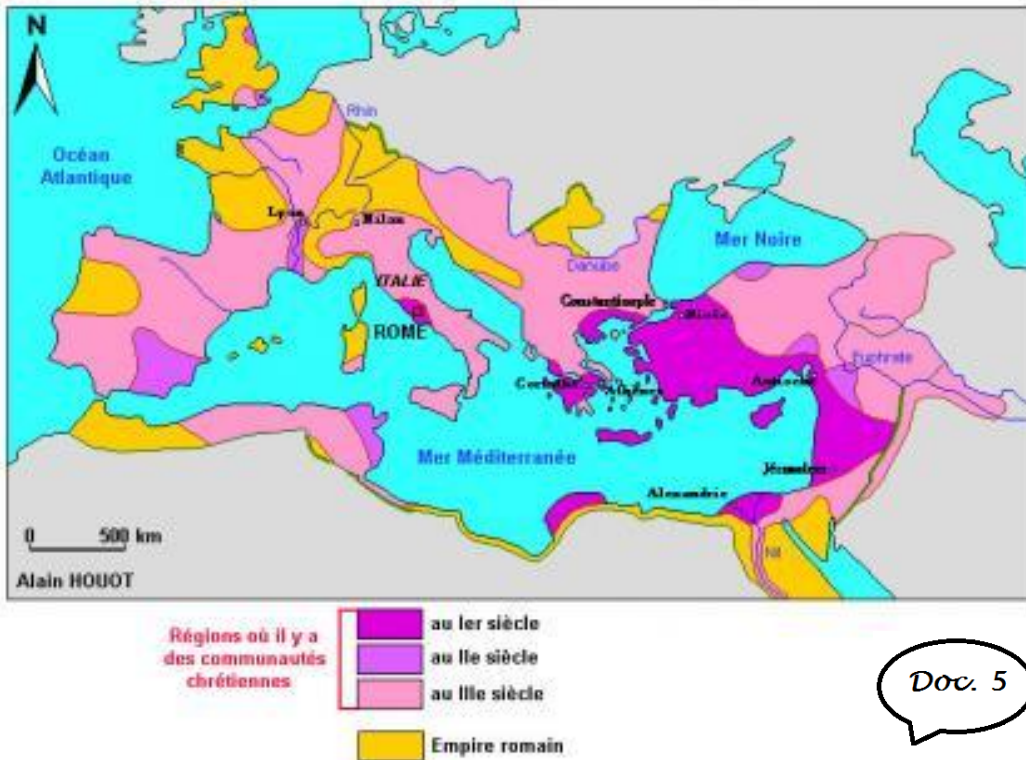 N
Rhin
Océan
Atlantique
Lyon
Milan
Mer Noire
Danube
ITALIE
ROME
Constantinople
Nicée
Euphrate
Corinthe
Athènes
Antioche
Mer Méditerranée
Jérusalem
Alexandrie
0 500 km
Nil
Alain HOUOT
Régions où il y a
des communautés
chrétiennes
au Ier siècle
au IIe siècle
au IIIe siècle
Empire romain
Doc. 5